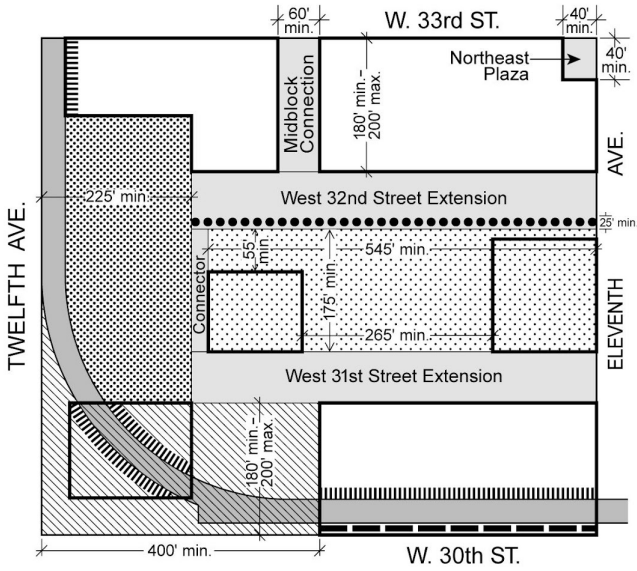 60'
min.
W. 33rd ST.
40'
min.
Northeast
Plaza
40'
min.
Midblock
Connection
180' min.–
200' max.
AVE.
225' min.
West 32nd Street Extension
25' min.
TWELFTH AVE.
55'
min.
545' min.
Connector
175' min.
265' min.
ELEVENTH
West 31st Street Extension
180' min.–
200' max.
400' min.
W. 30th ST.